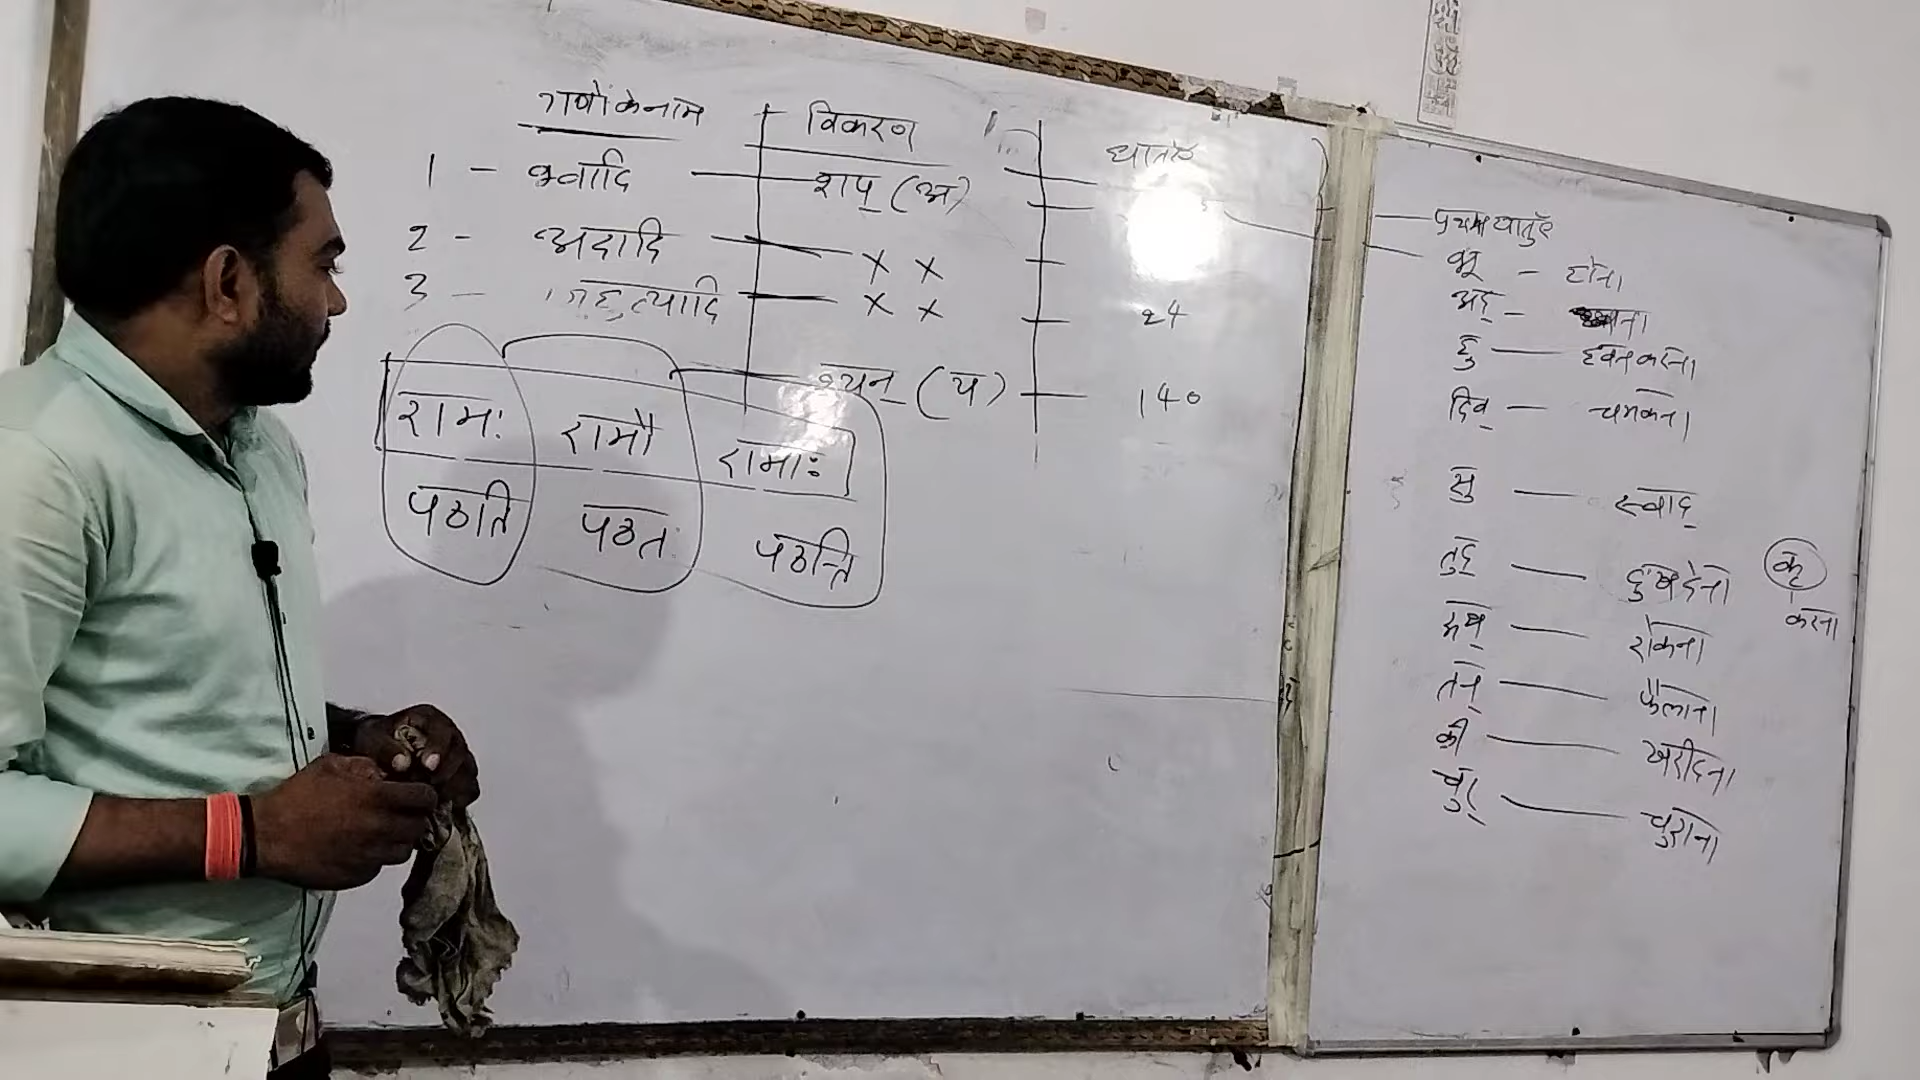 गणों के नाम विकरण धातुएँ
1 - भ्वादि शप् (अ)
2 - अदादि × ×
3 - जुहुत्यादि × × 24
श्यन् (य) 140
रामः रामौ रामाः
पठति पठतः पठन्ति
प्रथम धातुएँ
भू - होना
अद् -
हु - हवन करना
दिव् - चमकना
सु - स्वाद्
तुद् - दुःख देना
कृ
करना
रुध् - रोकना
तन् - फैलाना
क्री - खरीदना
चुर् - चुराना